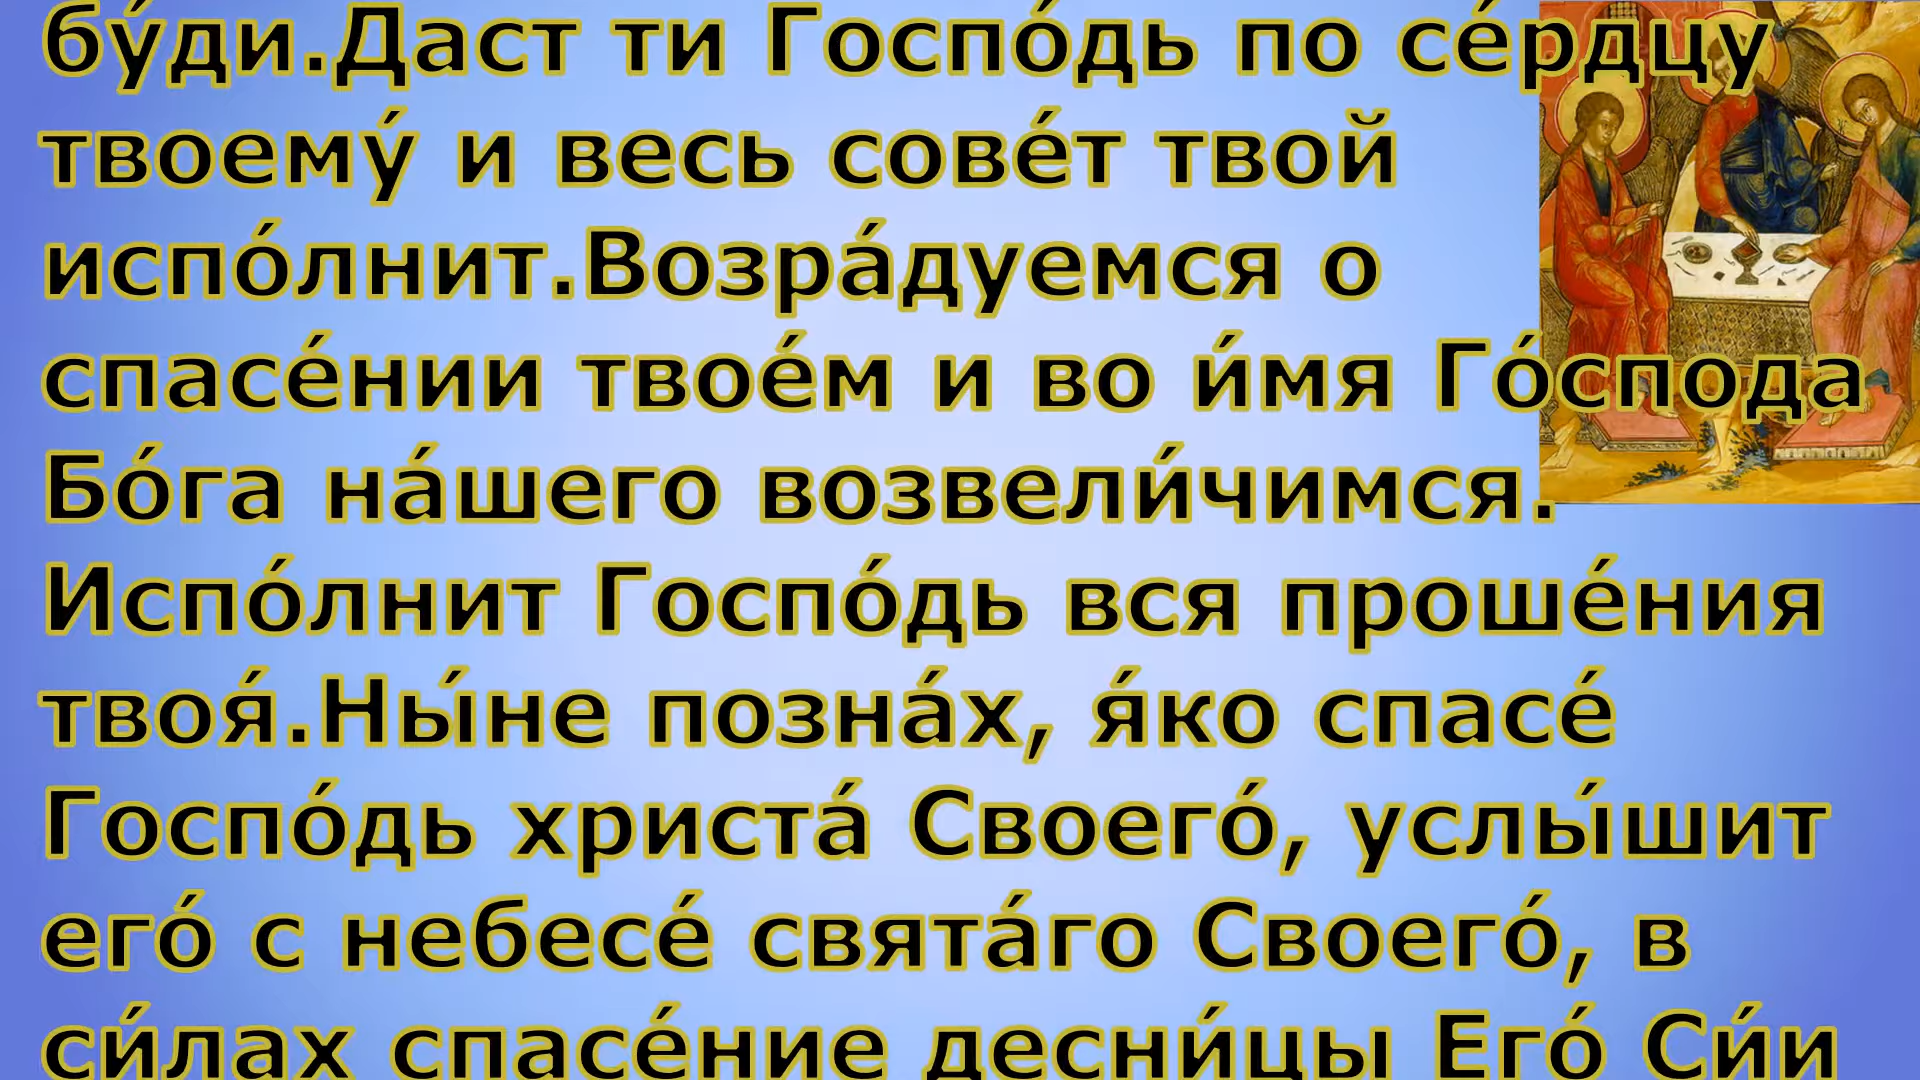 бу́ди.Даст ти Госпо́дь по се́рдцу
твоему́ и весь сове́т твой
испо́лнит.Возра́дуемся о
спасе́нии твое́м и во и́мя Го́спода
Бо́га на́шего возвели́чимся.
Испо́лнит Госпо́дь вся проше́ния
твоя́.Ны́не позна́х, я́ко спасе́
Госпо́дь христа́ Своего́, услы́шит
его́ с небесе́ свята́го Своего́, в
си́лах спасе́ние десни́цы Его́ Си́и